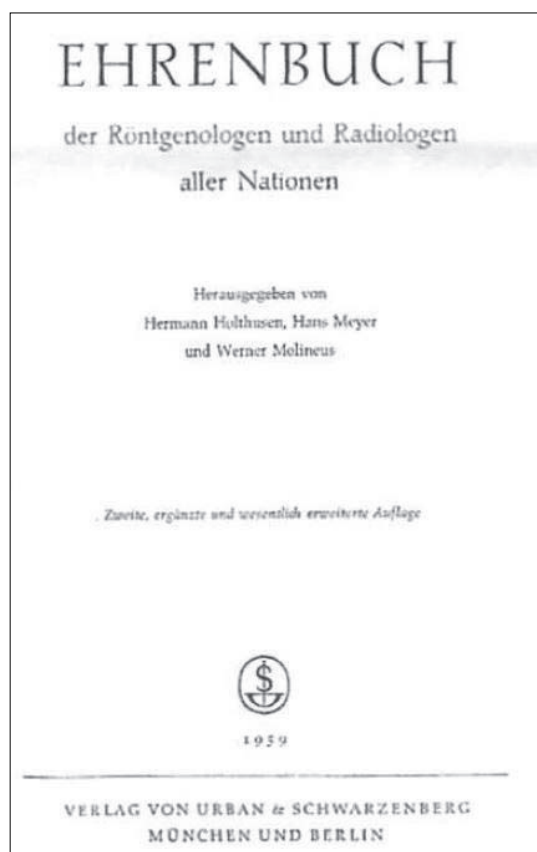 EHRENBUCH
der Röntgenologen und Radiologen
aller Nationen
Herausgegeben von
Hermann Holthusen, Hans Meyer
und Werner Molineus
Zweite, ergänzte und wesentlich erweiterte Auflage
1959
VERLAG VON URBAN & SCHWARZENBERG
MÜNCHEN UND BERLIN